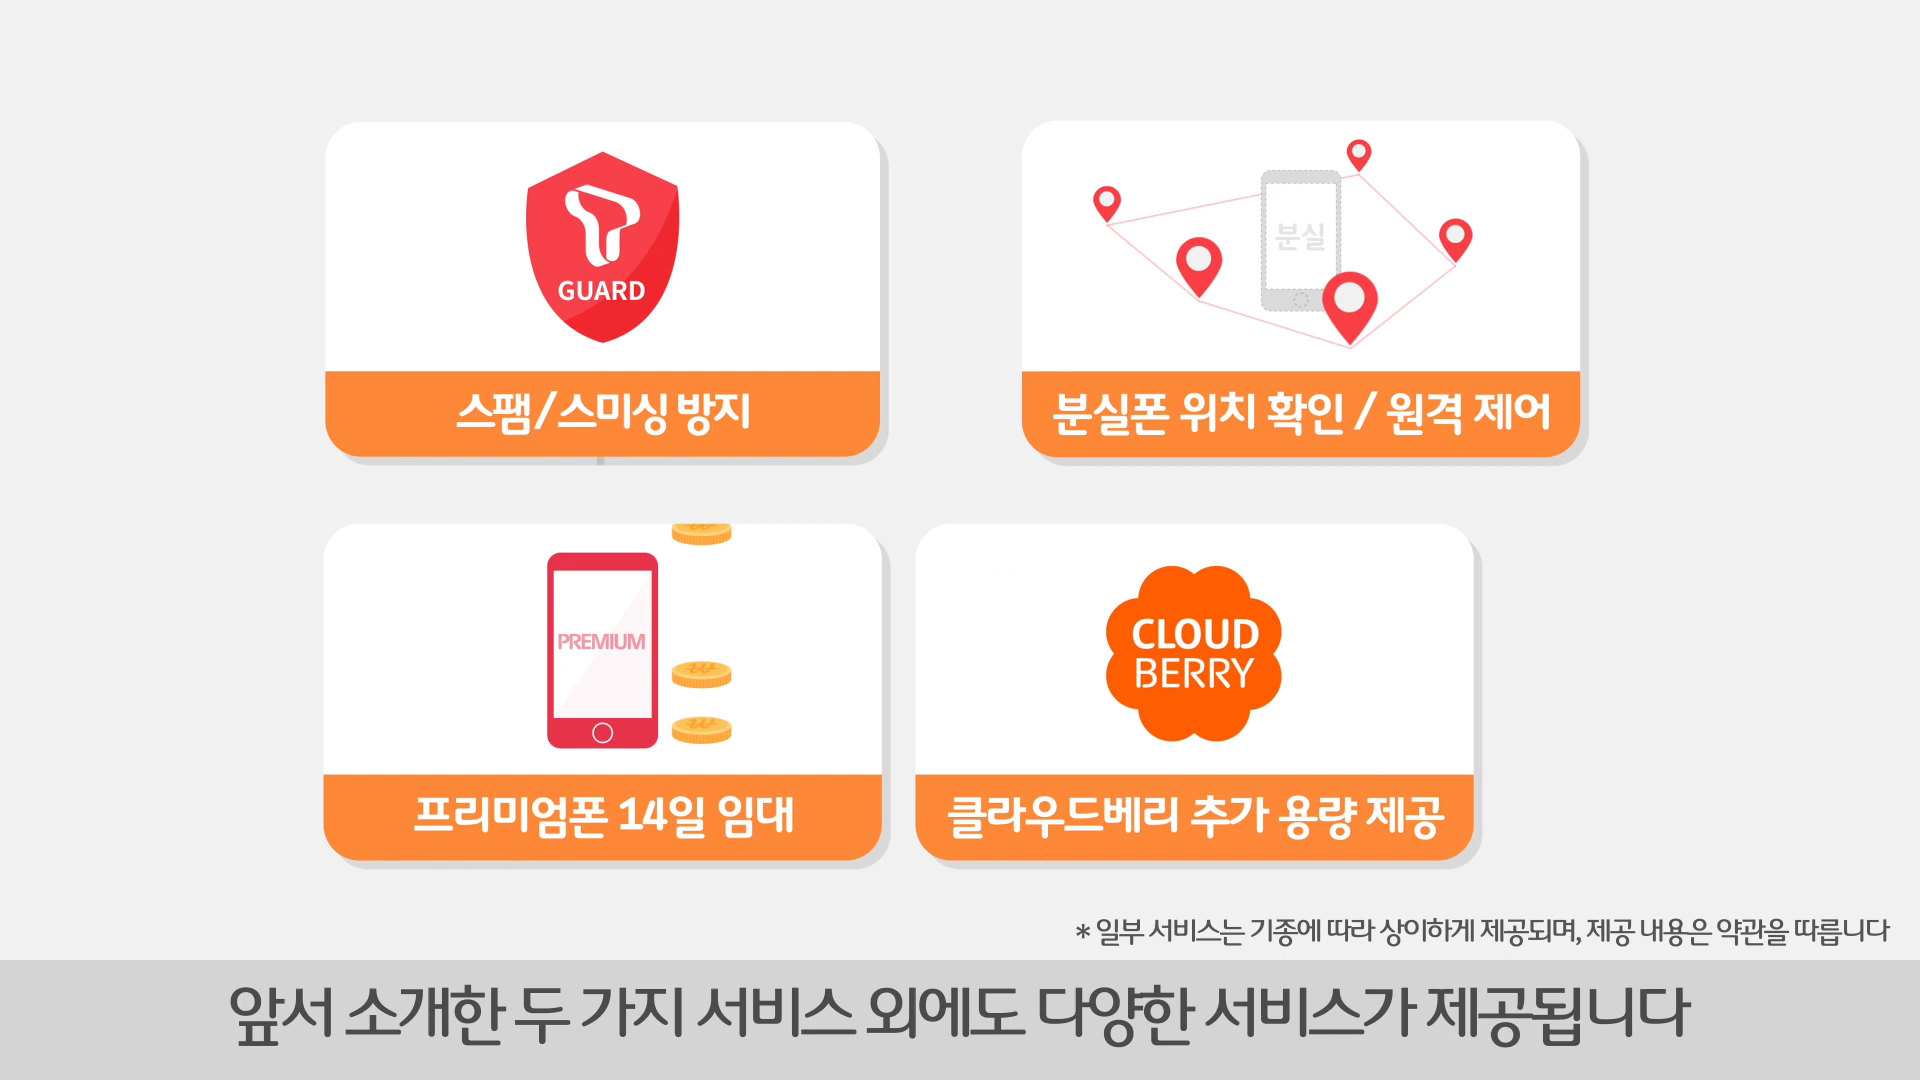 GUARD
스팸/스미싱 방지
분실
분실폰 위치 확인 / 원격 제어
PREMIUM
프리미엄폰 14일 임대
CLOUD
BERRY
클라우드베리 추가 용량 제공
* 일부 서비스는 기종에 따라 상이하게 제공되며, 제공 내용은 약관을 따릅니다
앞서 소개한 두 가지 서비스 외에도 다양한 서비스가 제공됩니다